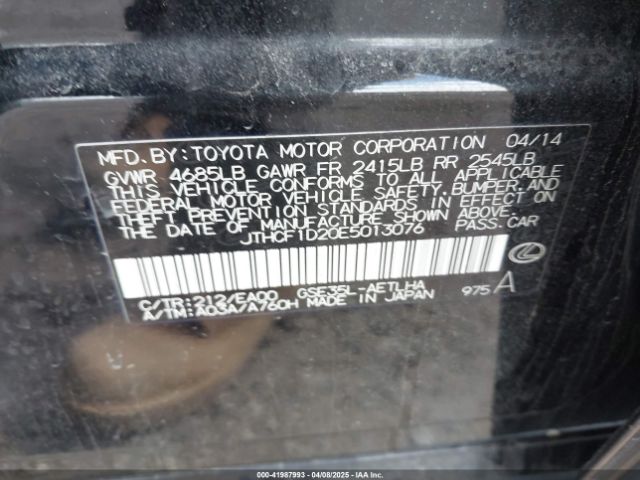 MFD. BY: TOYOTA MOTOR CORPORATION 04/14
GVWR 4685LB GAWR FR 2415LB RR 2545LB
THIS VEHICLE CONFORMS TO ALL APPLICABLE
FEDERAL MOTOR VEHICLE SAFETY, BUMPER, AND
THEFT PREVENTION STANDARDS IN EFFECT ON
THE DATE OF MANUFACTURE SHOWN ABOVE.
JTHCF1D20E5013076 PASS. CAR
C/TR: 212/EA00 GSE35L-AETLHA
A/TM: A03A/A760H MADE IN JAPAN 975 A
000-41987993 | 04/08/2025 | IAAI.COM